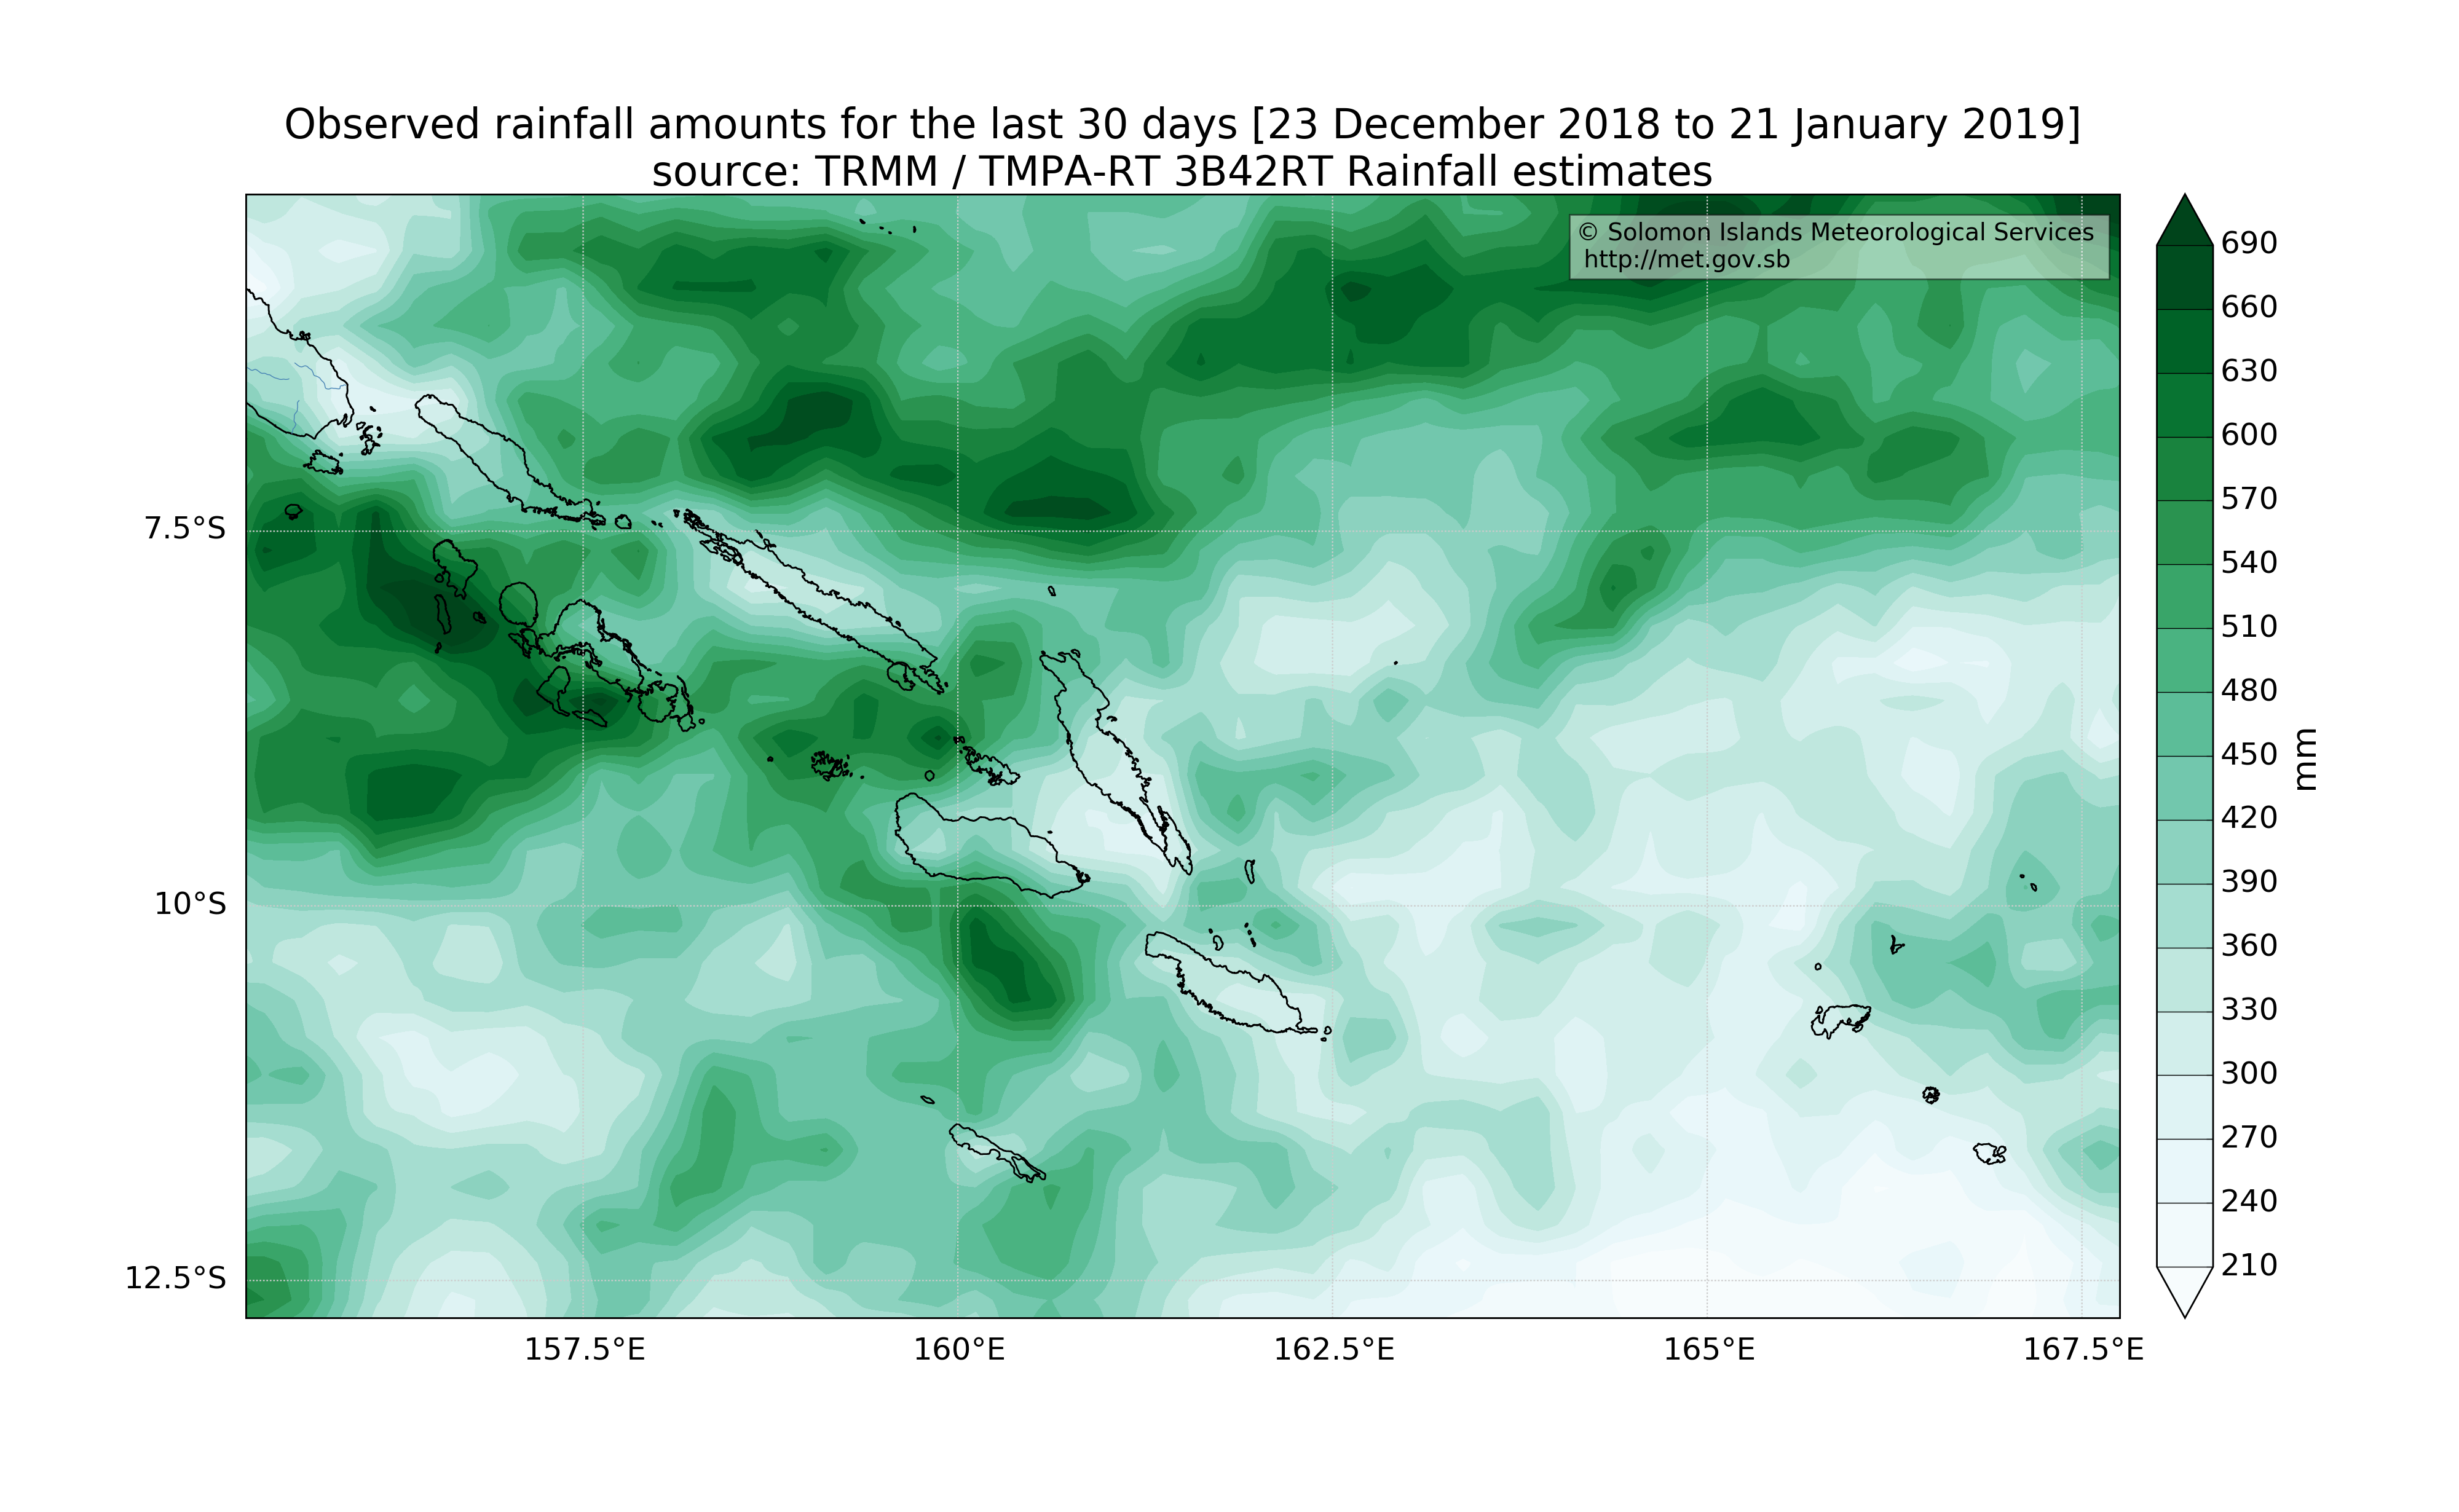 Observed rainfall amounts for the last 30 days [23 December 2018 to 21 January 2019]
source: TRMM / TMPA-RT 3B42RT Rainfall estimates
© Solomon Islands Meteorological Services
http://met.gov.sb
7.5°S
10°S
12.5°S
157.5°E
160°E
162.5°E
165°E
167.5°E
690
660
630
600
570
540
510
480
450
420
390
360
330
300
270
240
210
mm